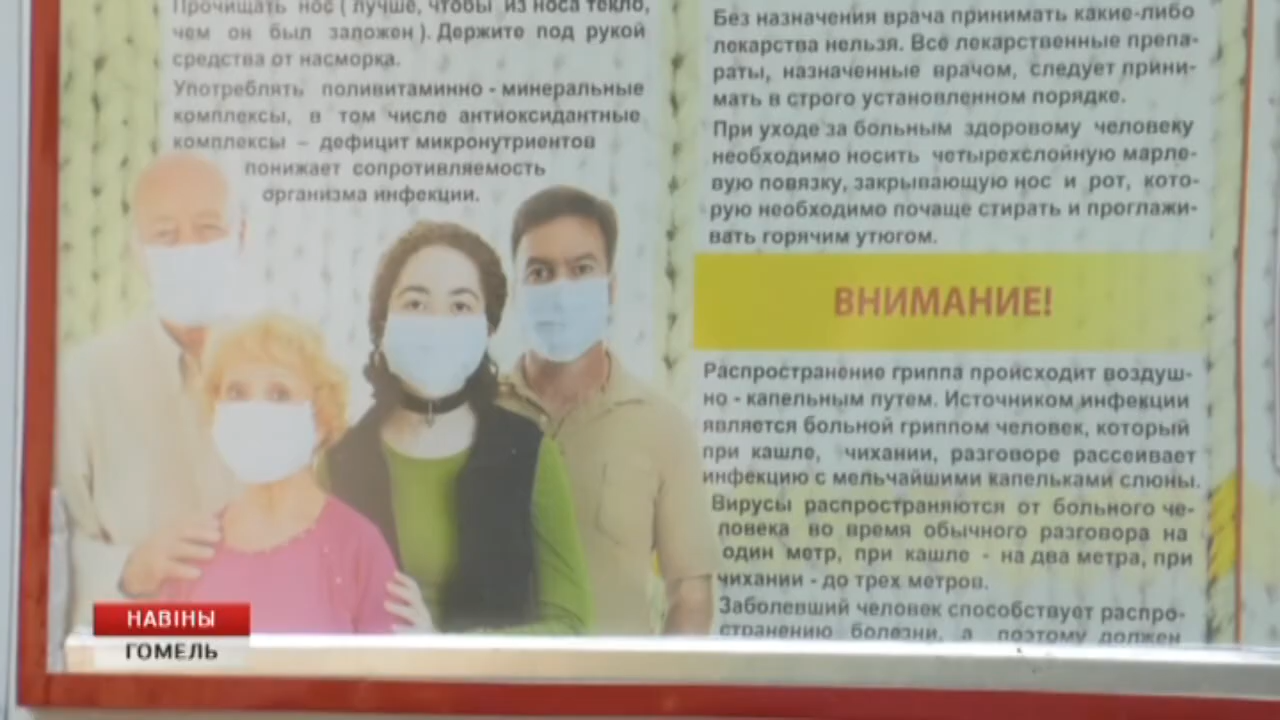 Прочищать нос ( лучше, чтобы из носа текло,
чем он был заложен ). Держите под рукой
средства от насморка.
Употреблять поливитаминно - минеральные
комплексы, в том числе антиоксидантные
комплексы – дефицит микронутриентов
понижает сопротивляемость
организма инфекции.
Без назначения врача принимать какие-либо
лекарства нельзя. Все лекарственные препа-
раты, назначенные врачом, следует прини-
мать в строго установленном порядке.
При уходе за больным здоровому человеку
необходимо носить четырехслойную марле-
вую повязку, закрывающую нос и рот, кото-
рую необходимо почаще стирать и проглажи-
вать горячим утюгом.
ВНИМАНИЕ!
Распространение гриппа происходит воздуш-
но - капельным путем. Источником инфекции
является больной гриппом человек, который
при кашле, чихании, разговоре рассеивает
инфекцию с мельчайшими капельками слюны.
Вирусы распространяются от больного че-
ловека во время обычного разговора на
один метр, при кашле - на два метра, при
чихании - до трех метров.
Заболевший человек способствует распро-
странению болезни, а поэтому должен
НАВІНЫ
ГОМЕЛЬ